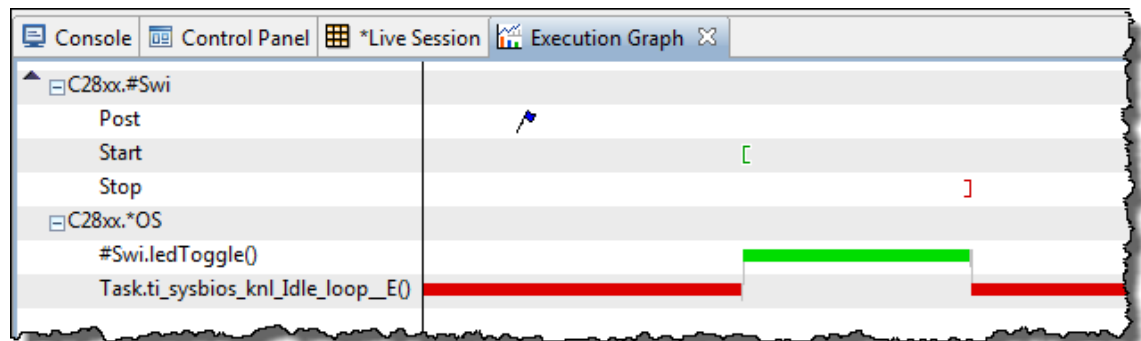 Console Control Panel *Live Session Execution Graph
C28xx.#Swi
Post
Start
Stop
C28xx.*OS
#Swi.ledToggle()
Task.ti_sysbios_knl_Idle_loop__E()